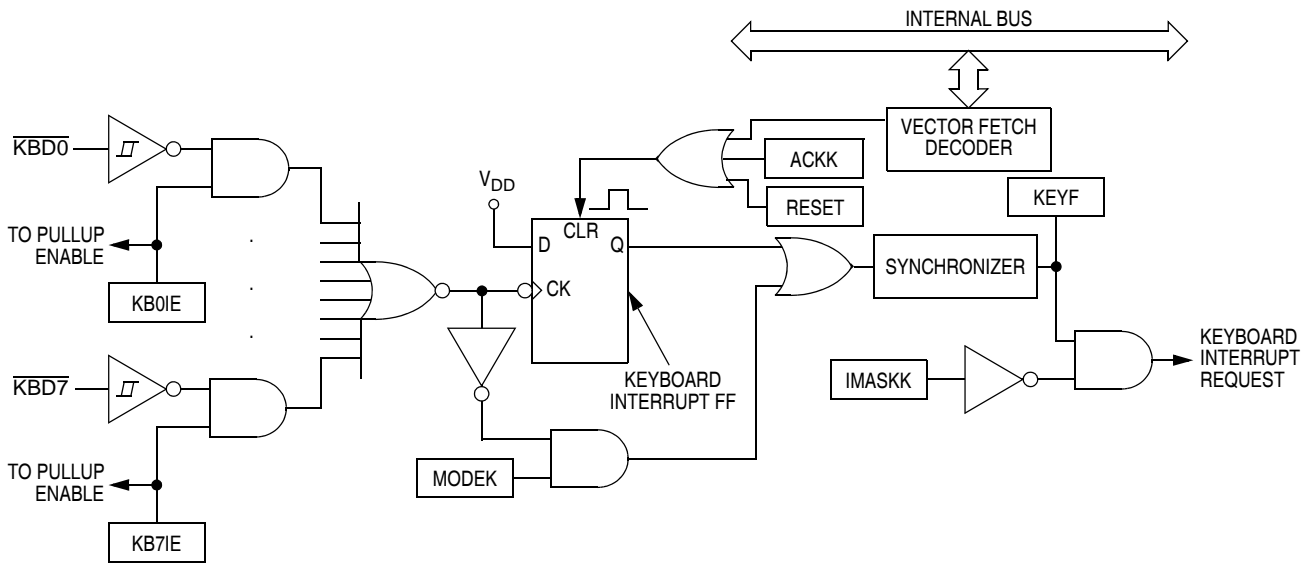 INTERNAL BUS
VECTOR FETCH
DECODER
ACKK
RESET
KEYF
KBD0
TO PULLUP
ENABLE
KB0IE
.
.
.
VDD
D
CLR
Q
CK
SYNCHRONIZER
KEYBOARD
INTERRUPT FF
IMASKK
KEYBOARD
INTERRUPT
REQUEST
KBD7
MODEK
TO PULLUP
ENABLE
KB7IE